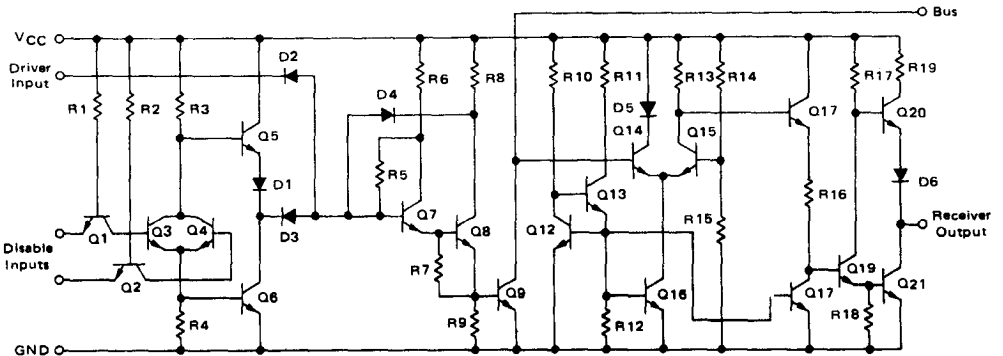 Bus
VCC
Driver
Input
D2
R1
R2
R3
Q5
D1
D3
D4
R6
R8
R5
Q7
Q8
R7
R9
Q9
R10
R11
D5
Q14
R13
R14
Q15
Q13
Q12
R15
Q16
R12
Q17
R16
Q17
R17
R19
Q20
D6
Receiver
Output
Q19
Q21
R18
Q1
Q3
Q4
Disable
Inputs
Q2
Q6
R4
GND